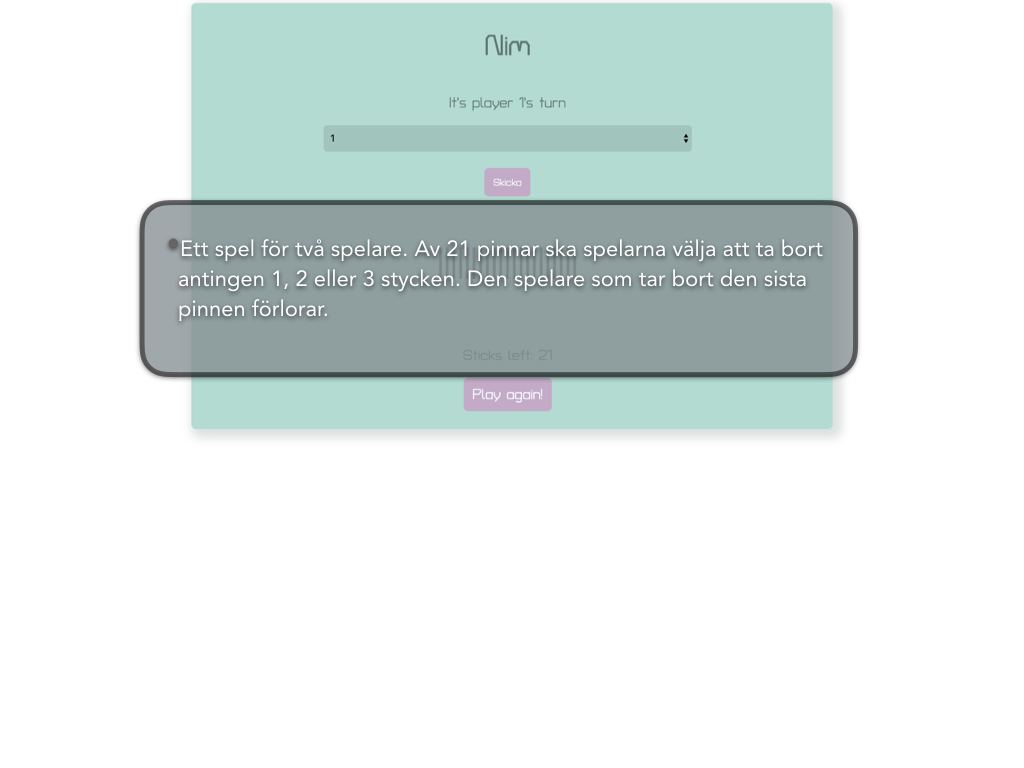 Nim
It's player 1's turn
1
Skicka
Ett spel för två spelare. Av 21 pinnar ska spelarna välja att ta bort
antingen 1, 2 eller 3 stycken. Den spelare som tar bort den sista
pinnen förlorar.
Sticks left: 21
Play again!